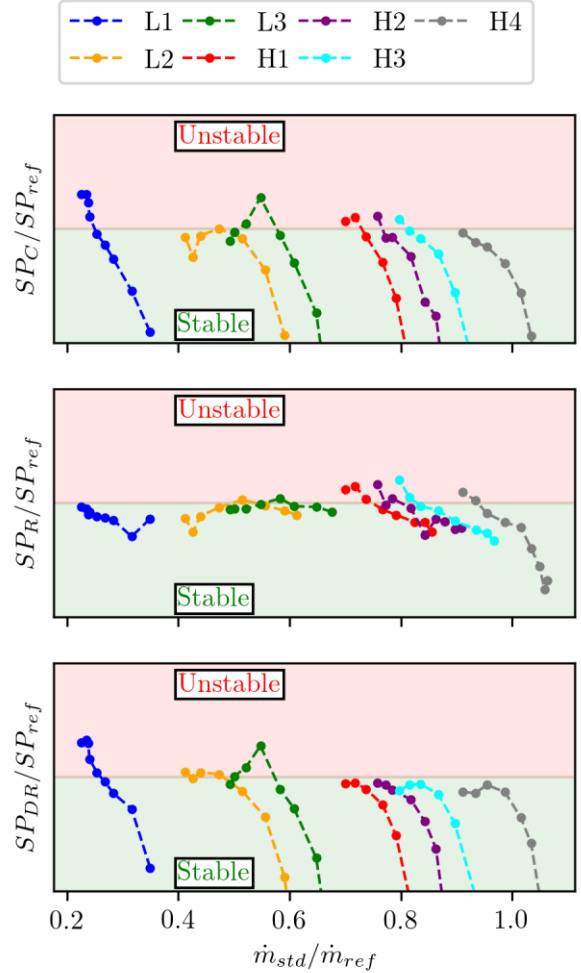 L1 L3 H2 H4
L2 H1 H3
SP_C/SP_ref
Unstable
Stable
SP_R/SP_ref
Unstable
Stable
SP_DR/SP_ref
Unstable
Stable
0.2 0.4 0.6 0.8 1.0
ṁ_std/ṁ_ref